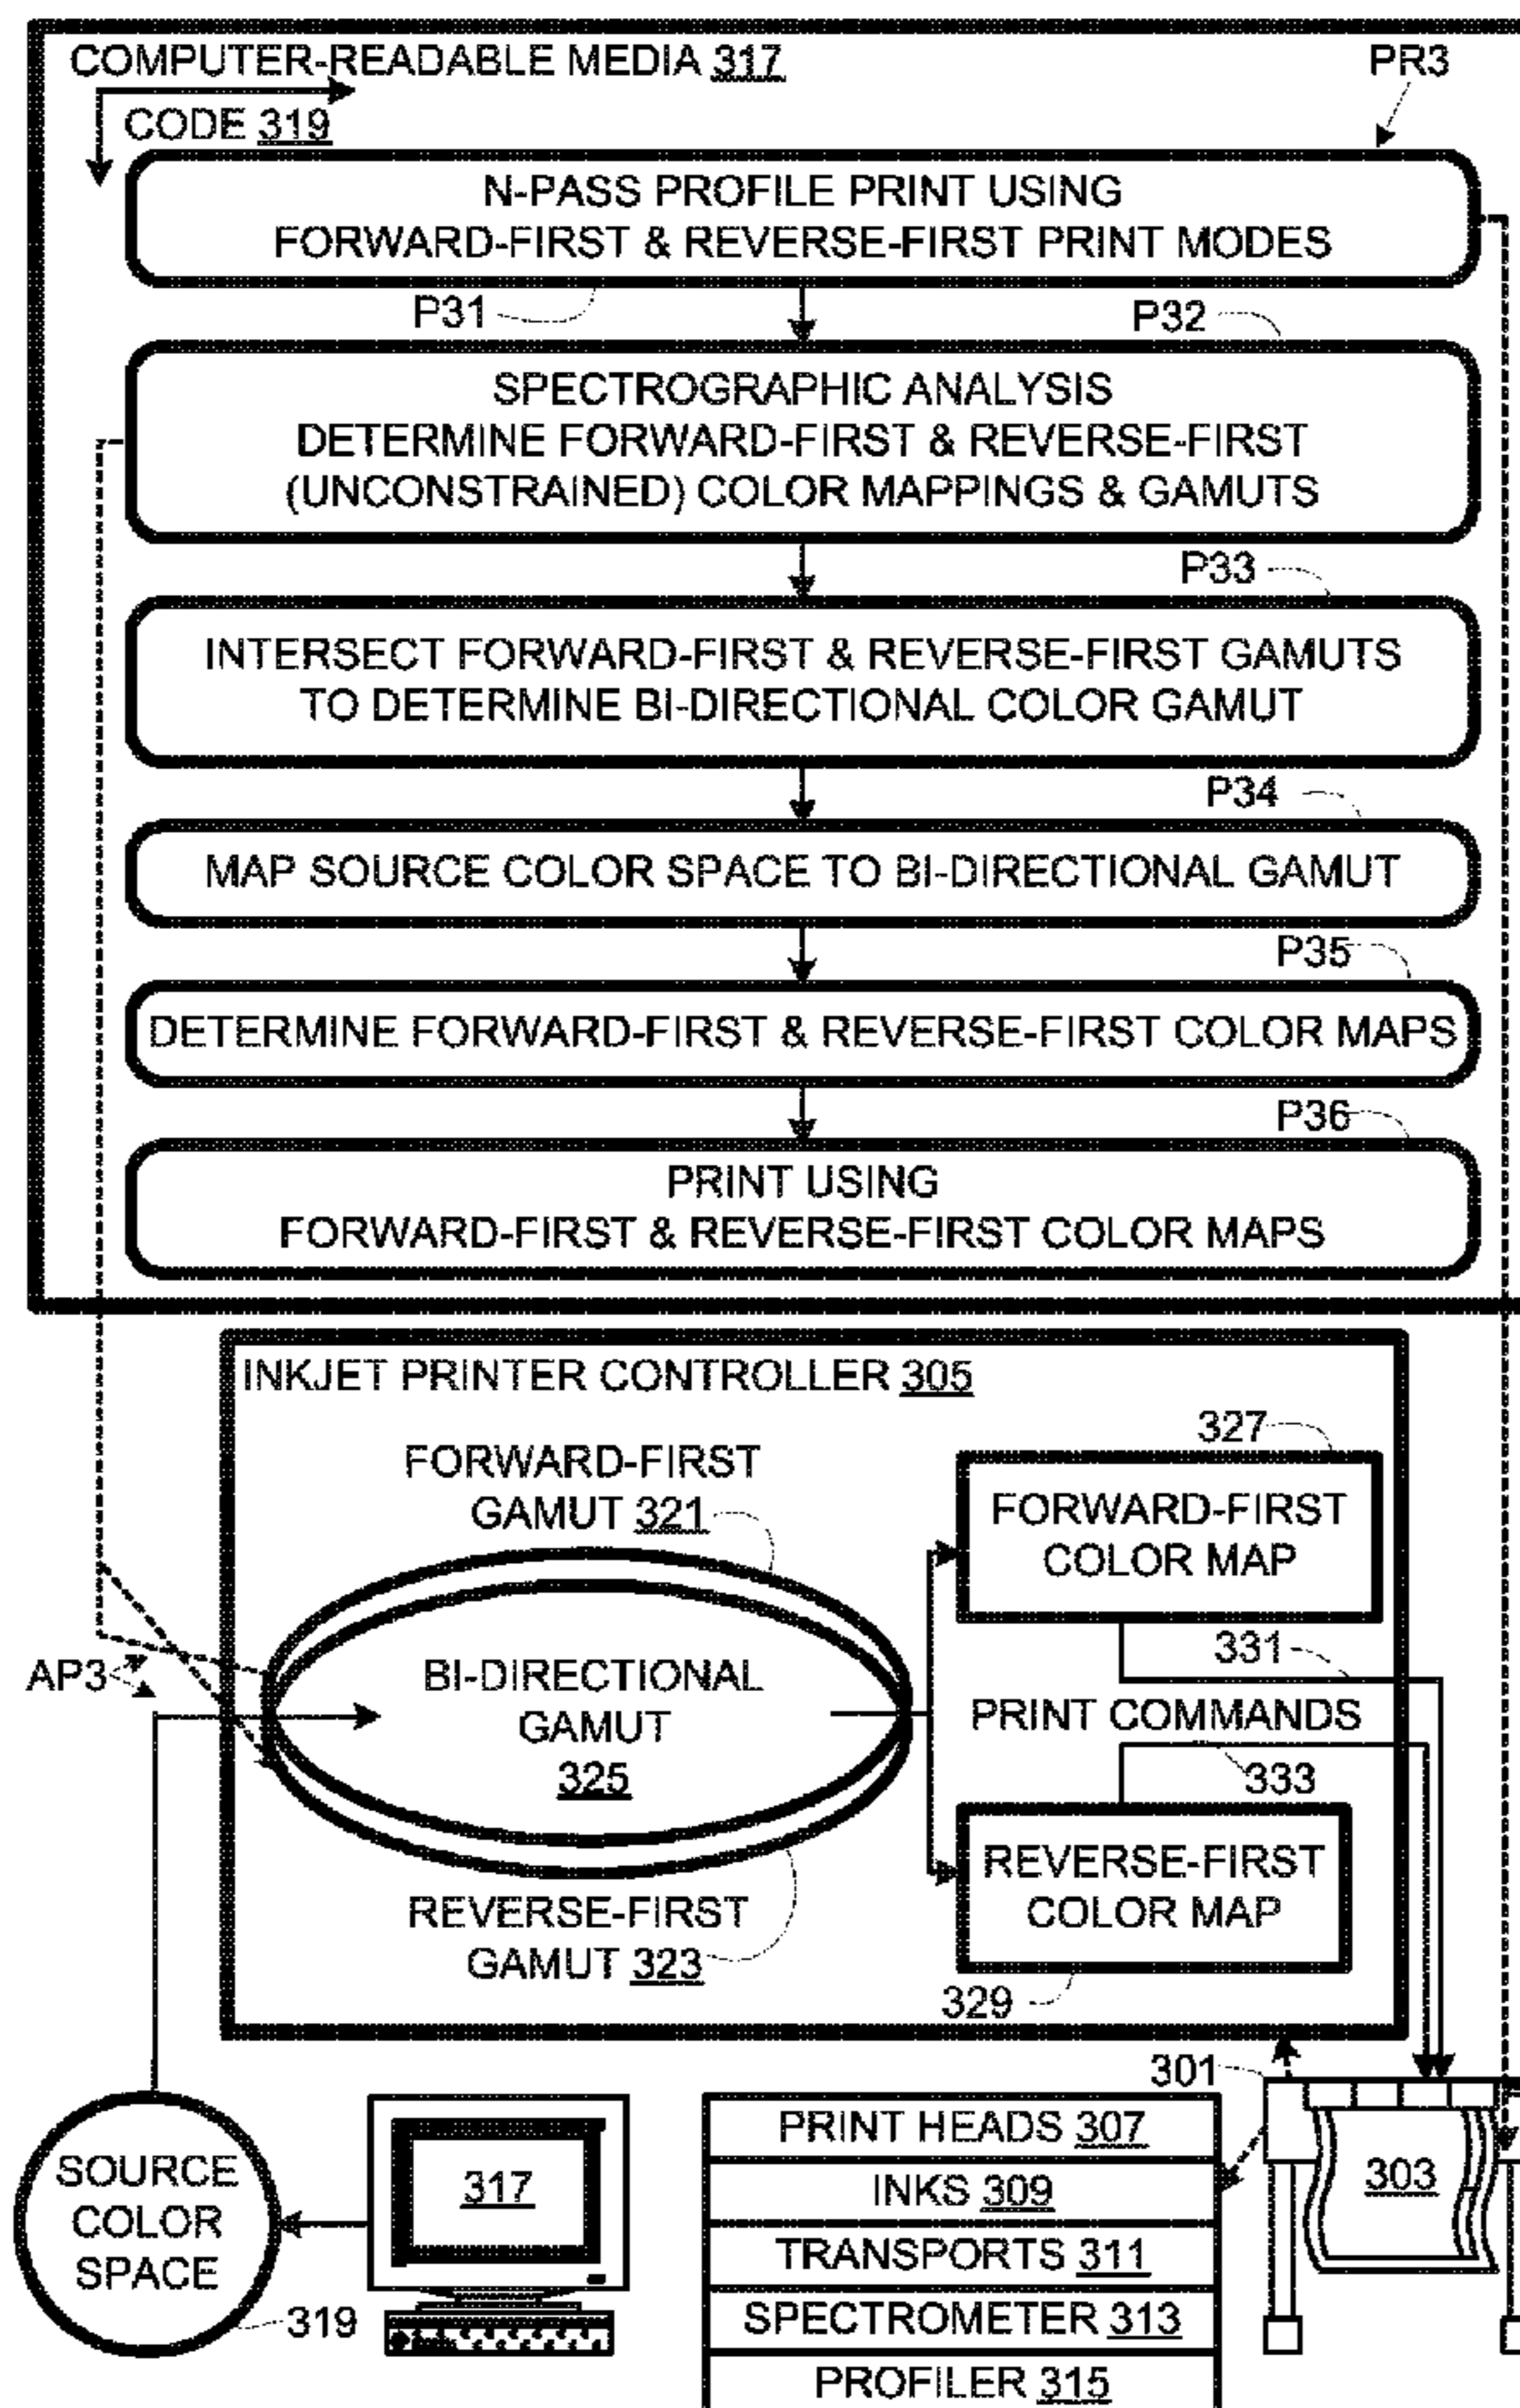 COMPUTER-READABLE MEDIA 317
PR3
CODE 319
N-PASS PROFILE PRINT USING
FORWARD-FIRST & REVERSE-FIRST PRINT MODES
P31
P32
SPECTROGRAPHIC ANALYSIS
DETERMINE FORWARD-FIRST & REVERSE-FIRST
(UNCONSTRAINED) COLOR MAPPINGS & GAMUTS
P33
INTERSECT FORWARD-FIRST & REVERSE-FIRST GAMUTS
TO DETERMINE BI-DIRECTIONAL COLOR GAMUT
P34
MAP SOURCE COLOR SPACE TO BI-DIRECTIONAL GAMUT
P35
DETERMINE FORWARD-FIRST & REVERSE-FIRST COLOR MAPS
P36
PRINT USING
FORWARD-FIRST & REVERSE-FIRST COLOR MAPS
INKJET PRINTER CONTROLLER 305
FORWARD-FIRST
GAMUT 321
327
FORWARD-FIRST
COLOR MAP
331
AP3
BI-DIRECTIONAL
GAMUT
325
PRINT COMMANDS
333
REVERSE-FIRST
COLOR MAP
REVERSE-FIRST
GAMUT 323
329
301
303
SOURCE
COLOR
SPACE
319
317
PRINT HEADS 307
INKS 309
TRANSPORTS 311
SPECTROMETER 313
PROFILER 315